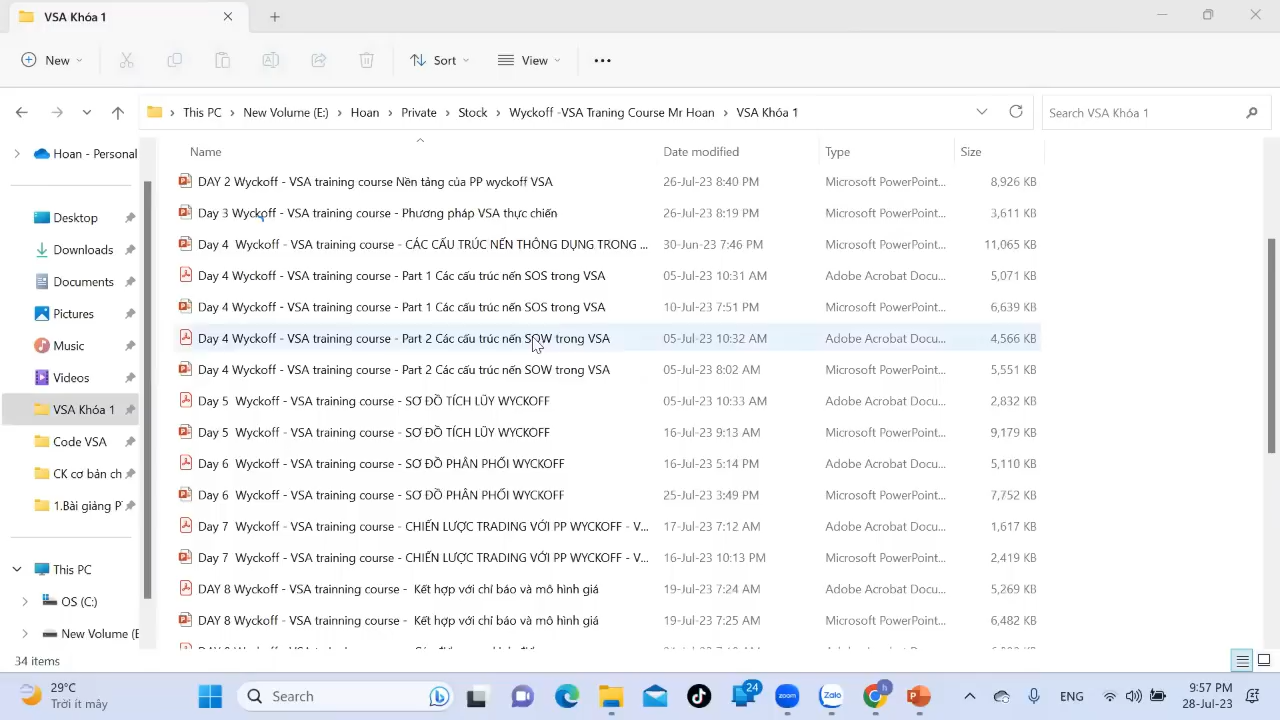 VSA Khóa 1
New
Sort
View
This PC > New Volume (E:) > Hoan > Private > Stock > Wyckoff -VSA Traning Course Mr Hoan > VSA Khóa 1
Search VSA Khóa 1
Name Date modified Type Size
Hoan - Personal
Desktop
Downloads
Documents
Pictures
Music
Videos
VSA Khóa 1
Code VSA
CK cơ bản ch
1.Bài giảng P
This PC
OS (C:)
New Volume (E
DAY 2 Wyckoff - VSA training course Nền tảng của PP wyckoff VSA 26-Jul-23 8:40 PM Microsoft PowerPoint... 8,926 KB
Day 3 Wyckoff - VSA training course - Phương pháp VSA thực chiến 26-Jul-23 8:19 PM Microsoft PowerPoint... 3,611 KB
Day 4 Wyckoff - VSA training course - CÁC CẤU TRÚC NẾN THÔNG DỤNG TRONG ... 30-Jun-23 7:46 PM Microsoft PowerPoint... 11,065 KB
Day 4 Wyckoff - VSA training course - Part 1 Các cấu trúc nến SOS trong VSA 05-Jul-23 10:31 AM Adobe Acrobat Docu... 5,071 KB
Day 4 Wyckoff - VSA training course - Part 1 Các cấu trúc nến SOS trong VSA 10-Jul-23 7:51 PM Microsoft PowerPoint... 6,639 KB
Day 4 Wyckoff - VSA training course - Part 2 Các cấu trúc nến SOW trong VSA 05-Jul-23 10:32 AM Adobe Acrobat Docu... 4,566 KB
Day 4 Wyckoff - VSA training course - Part 2 Các cấu trúc nến SOW trong VSA 05-Jul-23 8:02 AM Microsoft PowerPoint... 5,551 KB
Day 5 Wyckoff - VSA training course - SƠ ĐỒ TÍCH LŨY WYCKOFF 05-Jul-23 10:33 AM Adobe Acrobat Docu... 2,832 KB
Day 5 Wyckoff - VSA training course - SƠ ĐỒ TÍCH LŨY WYCKOFF 16-Jul-23 9:13 AM Microsoft PowerPoint... 9,179 KB
Day 6 Wyckoff - VSA training course - SƠ ĐỒ PHÂN PHỐI WYCKOFF 16-Jul-23 5:14 PM Adobe Acrobat Docu... 5,110 KB
Day 6 Wyckoff - VSA training course - SƠ ĐỒ PHÂN PHỐI WYCKOFF 25-Jul-23 3:49 PM Microsoft PowerPoint... 7,752 KB
Day 7 Wyckoff - VSA training course - CHIẾN LƯỢC TRADING VỚI PP WYCKOFF - V... 17-Jul-23 7:12 AM Adobe Acrobat Docu... 1,617 KB
Day 7 Wyckoff - VSA training course - CHIẾN LƯỢC TRADING VỚI PP WYCKOFF - V... 16-Jul-23 10:13 PM Microsoft PowerPoint... 2,419 KB
DAY 8 Wyckoff - VSA trainning course - Kết hợp với chỉ báo và mô hình giá 19-Jul-23 7:24 AM Adobe Acrobat Docu... 5,269 KB
DAY 8 Wyckoff - VSA trainning course - Kết hợp với chỉ báo và mô hình giá 19-Jul-23 7:25 AM Microsoft PowerPoint... 6,482 KB
34 items
29°C
Trời ít mây
Search
24
Zalo
zoom
h
ENG
9:57 PM
28-Jul-23